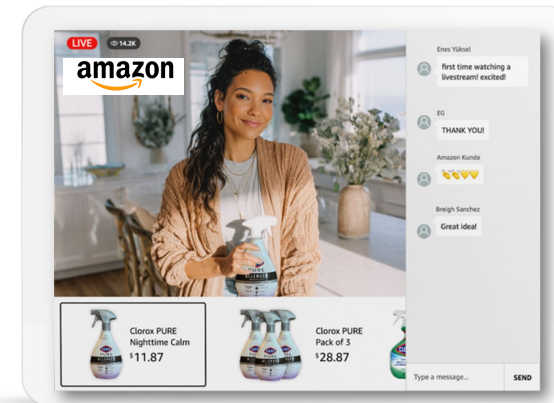 LIVE
14.2K
amazon
Enes Yüksel
first time watching a
livestream! excited!
EG
THANK YOU!
Amazon Kunde
Breigh Sanchez
Great idea!
PURE
Clorox PURE
Nighttime Calm
$11.87
Clorox PURE
Pack of 3
$28.87
Type a message...
SEND